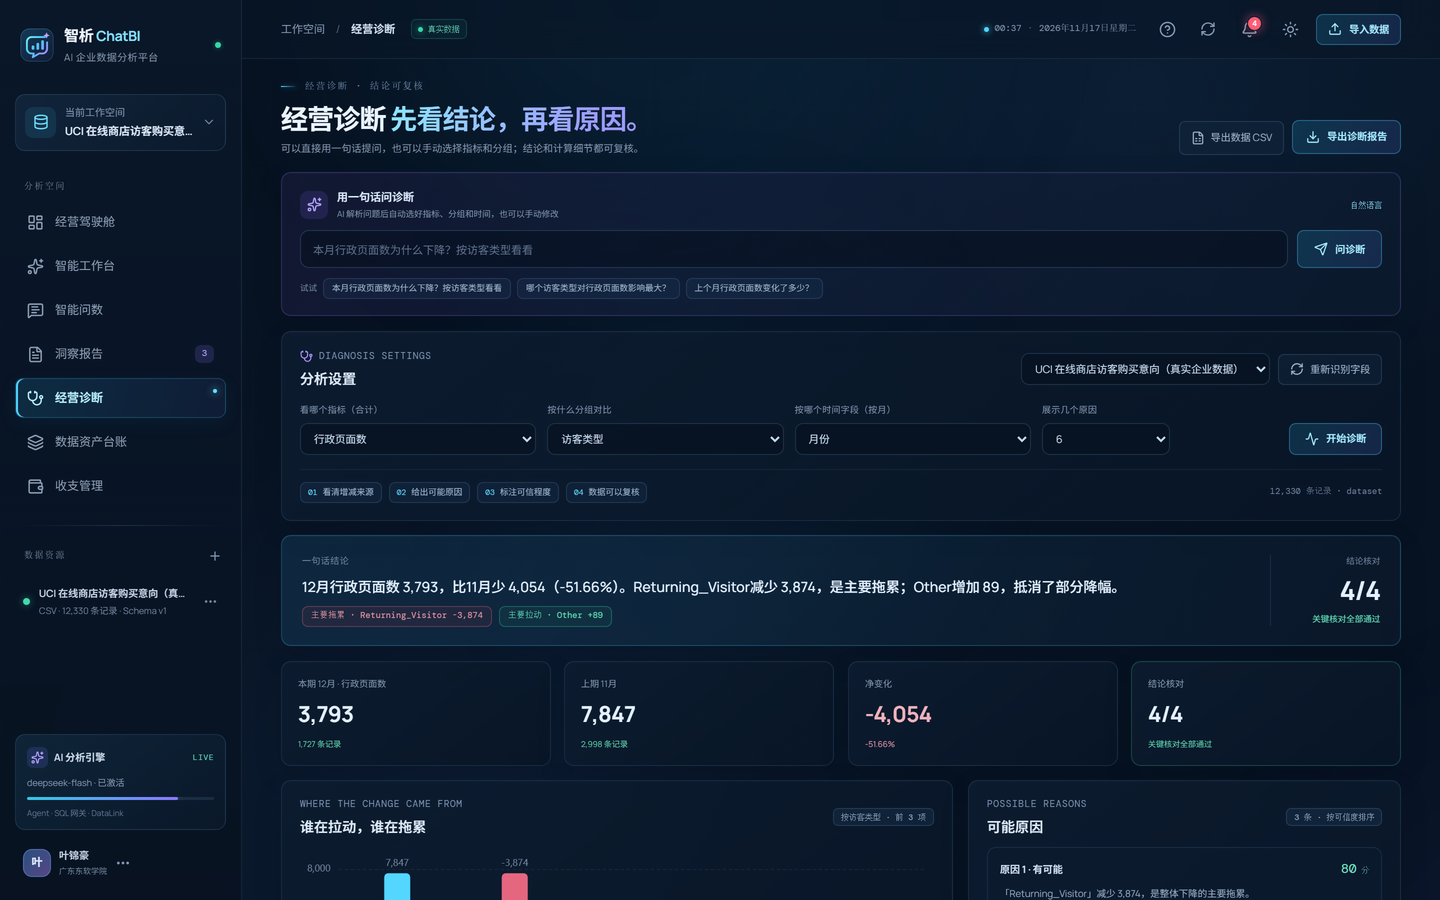 智析 ChatBI
AI 企业数据分析平台
当前工作空间
UCI 在线商店访客购买意...
分析空间
经营驾驶舱
智能工作台
智能问数
洞察报告
3
经营诊断
数据资产台账
收支管理
数据资源
UCI 在线商店访客购买意向（真...
CSV · 12,330 条记录 · Schema v1
AI 分析引擎
LIVE
deepseek-flash · 已激活
Agent · SQL 网关 · DataLink
叶
叶锦豪
广东东软学院
工作空间 / 经营诊断
真实数据
00:37 · 2026年11月17日星期二
4
导入数据
经营诊断 · 结论可复核
经营诊断 先看结论，再看原因。
可以直接用一句话提问，也可以手动选择指标和分组；结论和计算细节都可复核。
导出数据 CSV
导出诊断报告
用一句话问诊断
AI 解析问题后自动选好指标、分组和时间，也可以手动修改
自然语言
本月行政页面数为什么下降？按访客类型看看
问诊断
试试
本月行政页面数为什么下降？按访客类型看看
哪个访客类型对行政页面数影响最大？
上个月行政页面数变化了多少？
DIAGNOSIS SETTINGS
分析设置
UCI 在线商店访客购买意向（真实企业数据）
重新识别字段
看哪个指标（合计）
按什么分组对比
按哪个时间字段（按月）
展示几个原因
行政页面数
访客类型
月份
6
开始诊断
01 看清增减来源
02 给出可能原因
03 标注可信程度
04 数据可以复核
12,330 条记录 · dataset
一句话结论
12月行政页面数 3,793，比11月少 4,054（-51.66%）。Returning_Visitor减少 3,874，是主要拖累；Other增加 89，抵消了部分降幅。
主要拖累 · Returning_Visitor -3,874
主要拉动 · Other +89
结论核对
4/4
关键核对全部通过
本期 12月 · 行政页面数
3,793
1,727 条记录
上期 11月
7,847
2,998 条记录
净变化
-4,054
-51.66%
结论核对
4/4
关键核对全部通过
WHERE THE CHANGE CAME FROM
谁在拉动，谁在拖累
按访客类型 · 前 3 项
8,000
7,847
-3,874
POSSIBLE REASONS
可能原因
3 条 · 按可信度排序
原因 1 · 有可能
80 分
「Returning_Visitor」减少 3,874，是整体下降的主要拖累。